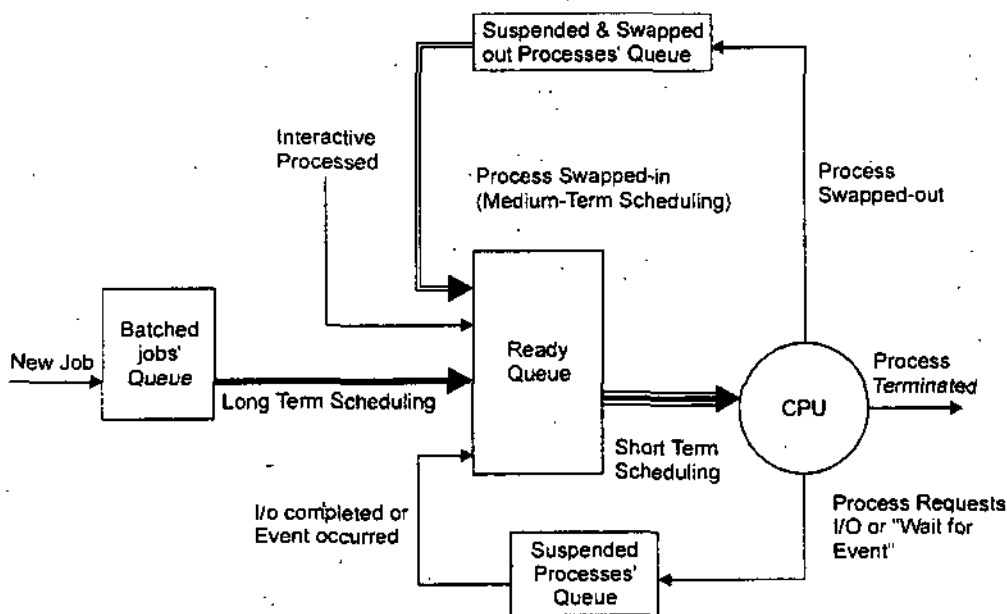 Suspended & Swapped
out Processes' Queue
Interactive
Processed
Process Swapped-in
(Medium-Term Scheduling)
Process
Swapped-out
Batched
jobs'
Queue
New Job
Ready
Queue
Long Term Scheduling
CPU
Process
Terminated
Short Term
Scheduling
I/o completed or
Event occurred
Process Requests
I/O or "Wait for
Event"
Suspended
Processes'
Queue